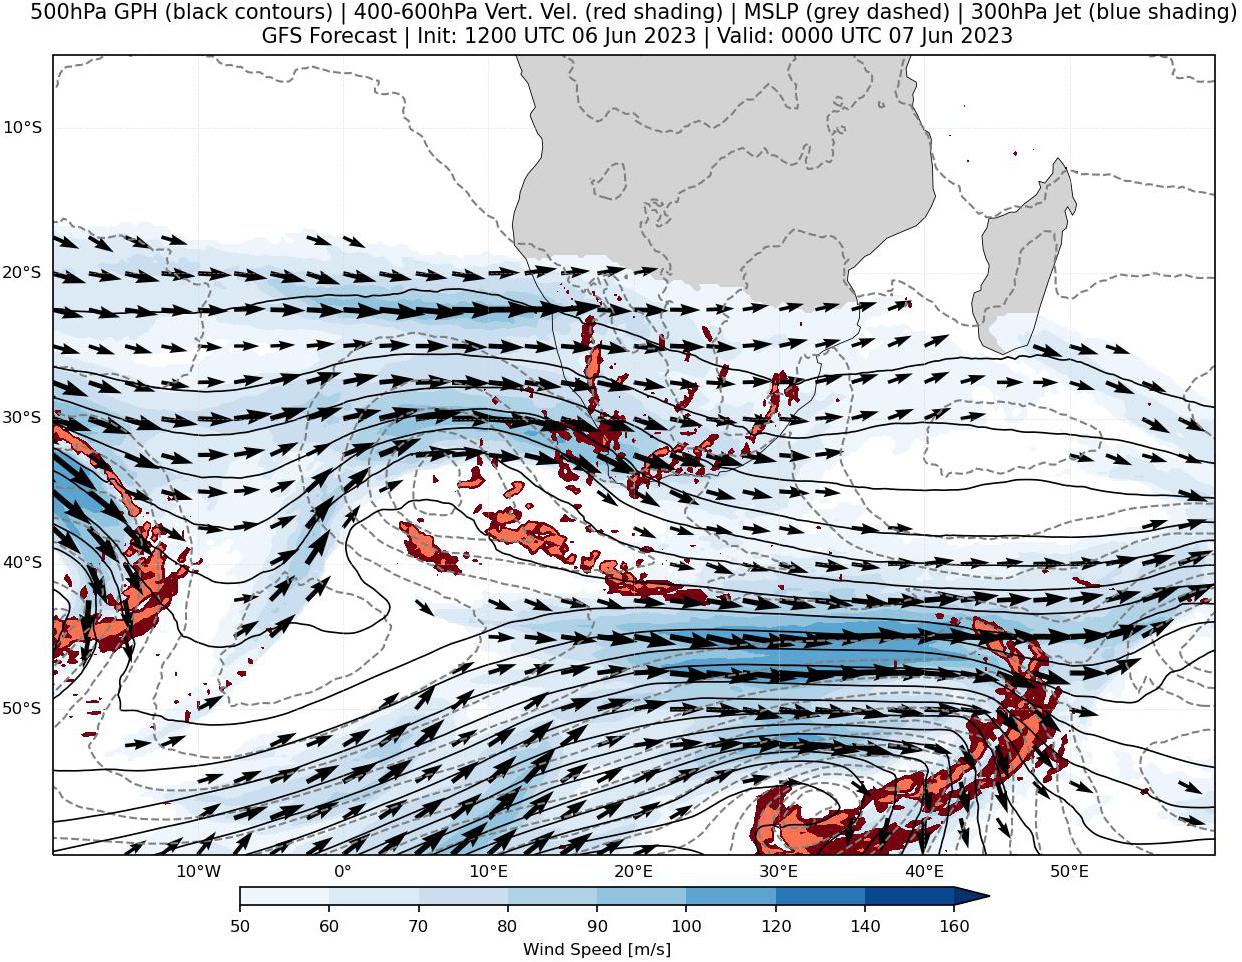 500hPa GPH (black contours) | 400-600hPa Vert. Vel. (red shading) | MSLP (grey dashed) | 300hPa Jet (blue shading)
GFS Forecast | Init: 1200 UTC 06 Jun 2023 | Valid: 0000 UTC 07 Jun 2023
10°S
20°S
30°S
40°S
50°S
10°W 0° 10°E 20°E 30°E 40°E 50°E
50 60 70 80 90 100 120 140 160
Wind Speed [m/s]